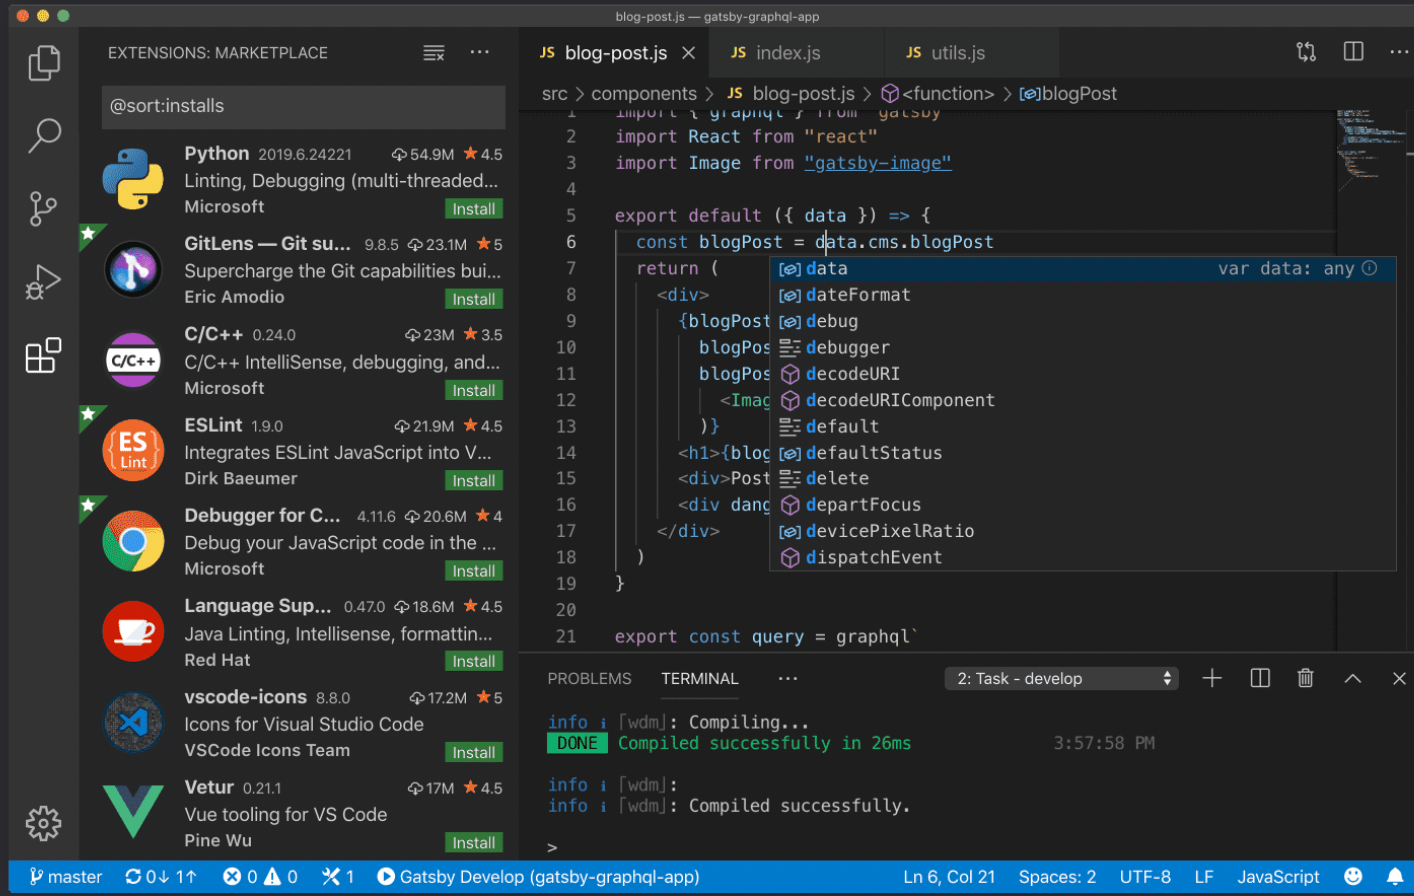 blog-post.js — gatsby-graphql-app
EXTENSIONS: MARKETPLACE
@sort:installs
Python 2019.6.24221 54.9M 4.5
Linting, Debugging (multi-threaded...
Microsoft Install
GitLens — Git su... 9.8.5 23.1M 5
Supercharge the Git capabilities bui...
Eric Amodio Install
C/C++
C/C++ 0.24.0 23M 3.5
C/C++ IntelliSense, debugging, and...
Microsoft Install
ES
Lint
ESLint 1.9.0 21.9M 4.5
Integrates ESLint JavaScript into V...
Dirk Baeumer Install
Debugger for C... 4.11.6 20.6M 4
Debug your JavaScript code in the ...
Microsoft Install
Language Sup... 0.47.0 18.6M 4.5
Java Linting, Intellisense, formattin...
Red Hat Install
vscode-icons 8.8.0 17.2M 5
Icons for Visual Studio Code
VSCode Icons Team Install
Vetur 0.21.1 17M 4.5
Vue tooling for VS Code
Pine Wu Install
JS blog-post.js JS index.js JS utils.js
src > components > JS blog-post.js > <function> > blogPost
1 import { graphql } from "gatsby"
2 import React from "react"
3 import Image from "gatsby-image"
4
5 export default ({ data }) => {
6 const blogPost = data.cms.blogPost
7 return (
8 <div>
9 {blogPost
10 blogPos
11 blogPos
12 <Imag
13 )}
14 <h1>{blog
15 <div>Post
16 <div dang
17 </div>
18 )
19 }
20
21 export const query = graphql`
data var data: any
dateFormat
debug
debugger
decodeURI
decodeURIComponent
default
defaultStatus
delete
departFocus
devicePixelRatio
dispatchEvent
PROBLEMS TERMINAL ... 2: Task - develop
info i ｢wdm｣: Compiling...
DONE Compiled successfully in 26ms 3:57:58 PM
info i ｢wdm｣:
info i ｢wdm｣: Compiled successfully.
>
master 0↓ 1↑ 0 0 1 Gatsby Develop (gatsby-graphql-app) Ln 6, Col 21 Spaces: 2 UTF-8 LF JavaScript